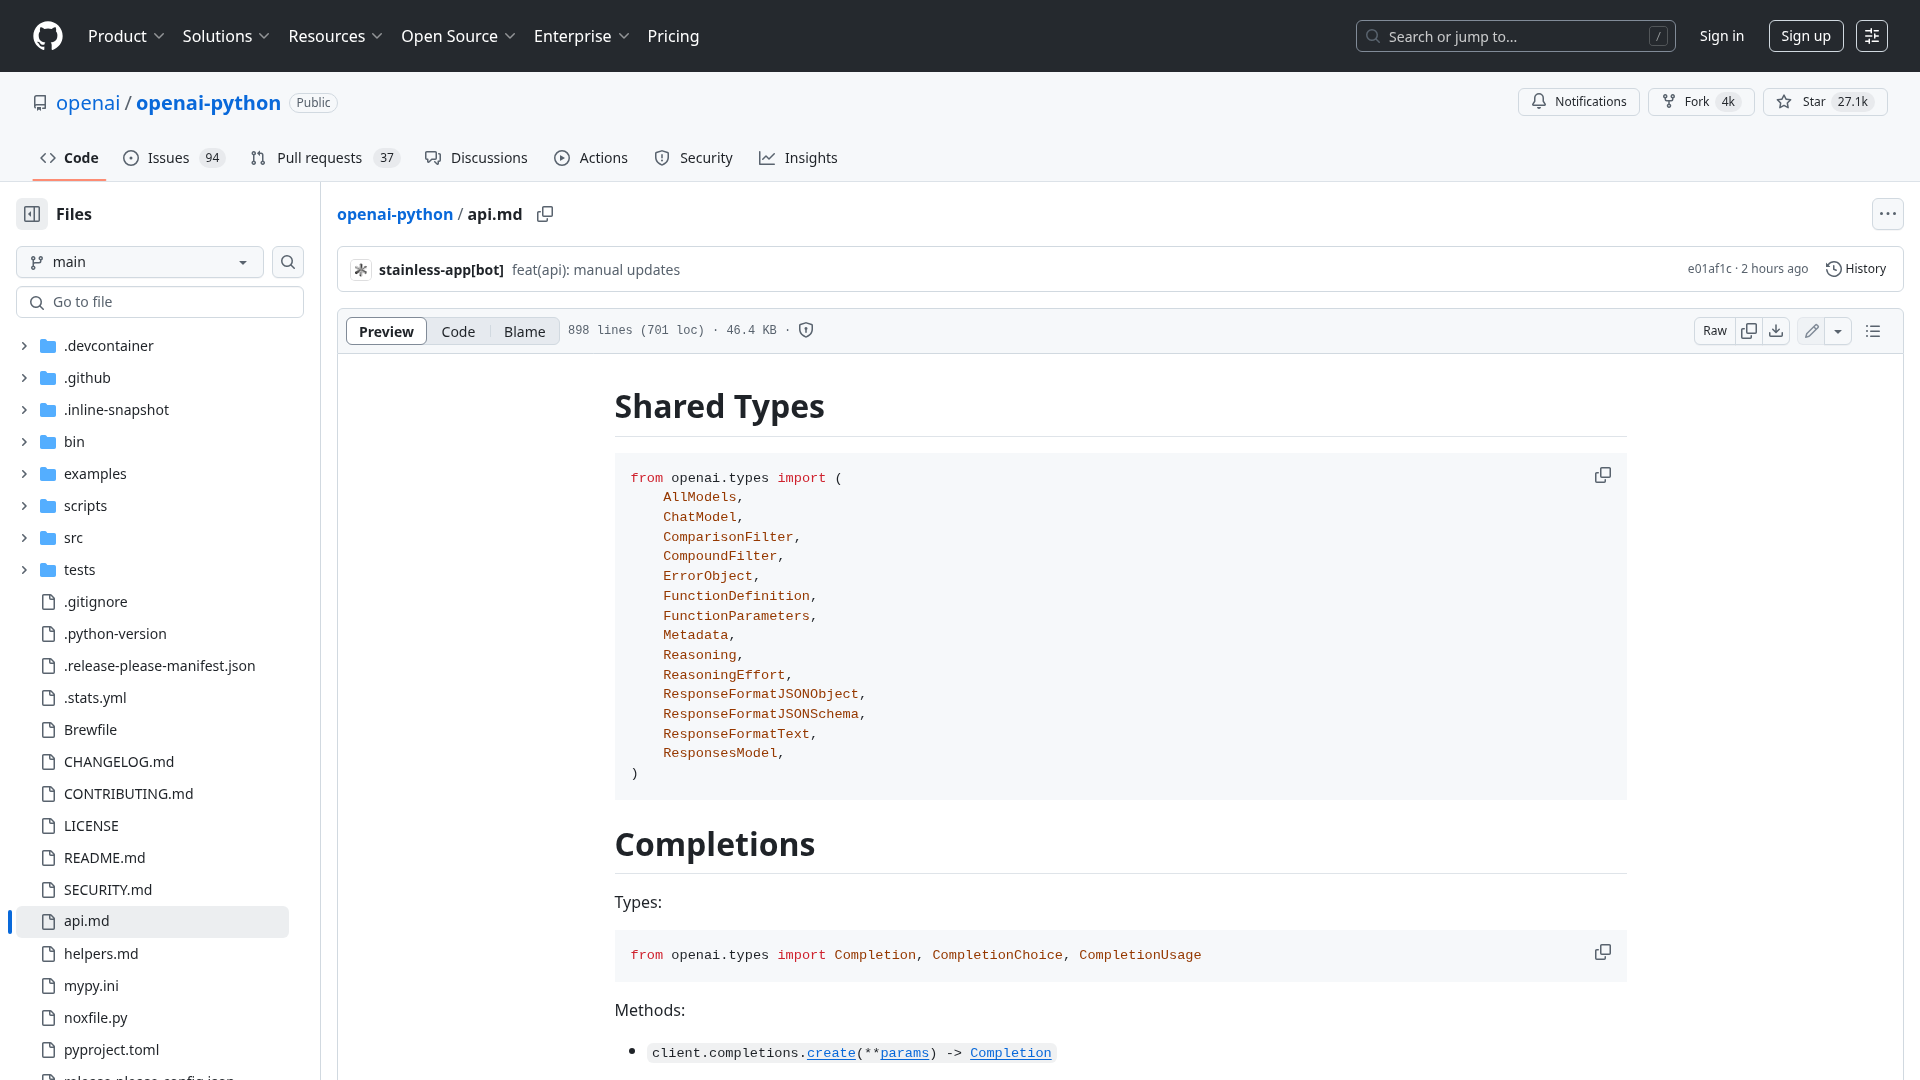 Product
Solutions
Resources
Open Source
Enterprise
Pricing
Search or jump to...
/
Sign in
Sign up
openai / openai-python Public
Notifications
Fork 4k
Star 27.1k
Code
Issues 94
Pull requests 37
Discussions
Actions
Security
Insights
Files
main
Go to file
.devcontainer
.github
.inline-snapshot
bin
examples
scripts
src
tests
.gitignore
.python-version
.release-please-manifest.json
.stats.yml
Brewfile
CHANGELOG.md
CONTRIBUTING.md
LICENSE
README.md
SECURITY.md
api.md
helpers.md
mypy.ini
noxfile.py
pyproject.toml
release-please-config.json
openai-python / api.md
stainless-app[bot] feat(api): manual updates
e01af1c · 2 hours ago
History
Preview
Code
Blame
898 lines (701 loc) · 46.4 KB ·
Raw
Shared Types
from openai.types import (
    AllModels,
    ChatModel,
    ComparisonFilter,
    CompoundFilter,
    ErrorObject,
    FunctionDefinition,
    FunctionParameters,
    Metadata,
    Reasoning,
    ReasoningEffort,
    ResponseFormatJSONObject,
    ResponseFormatJSONSchema,
    ResponseFormatText,
    ResponsesModel,
)
Completions
Types:
from openai.types import Completion, CompletionChoice, CompletionUsage
Methods:
• client.completions.create(**params) -> Completion